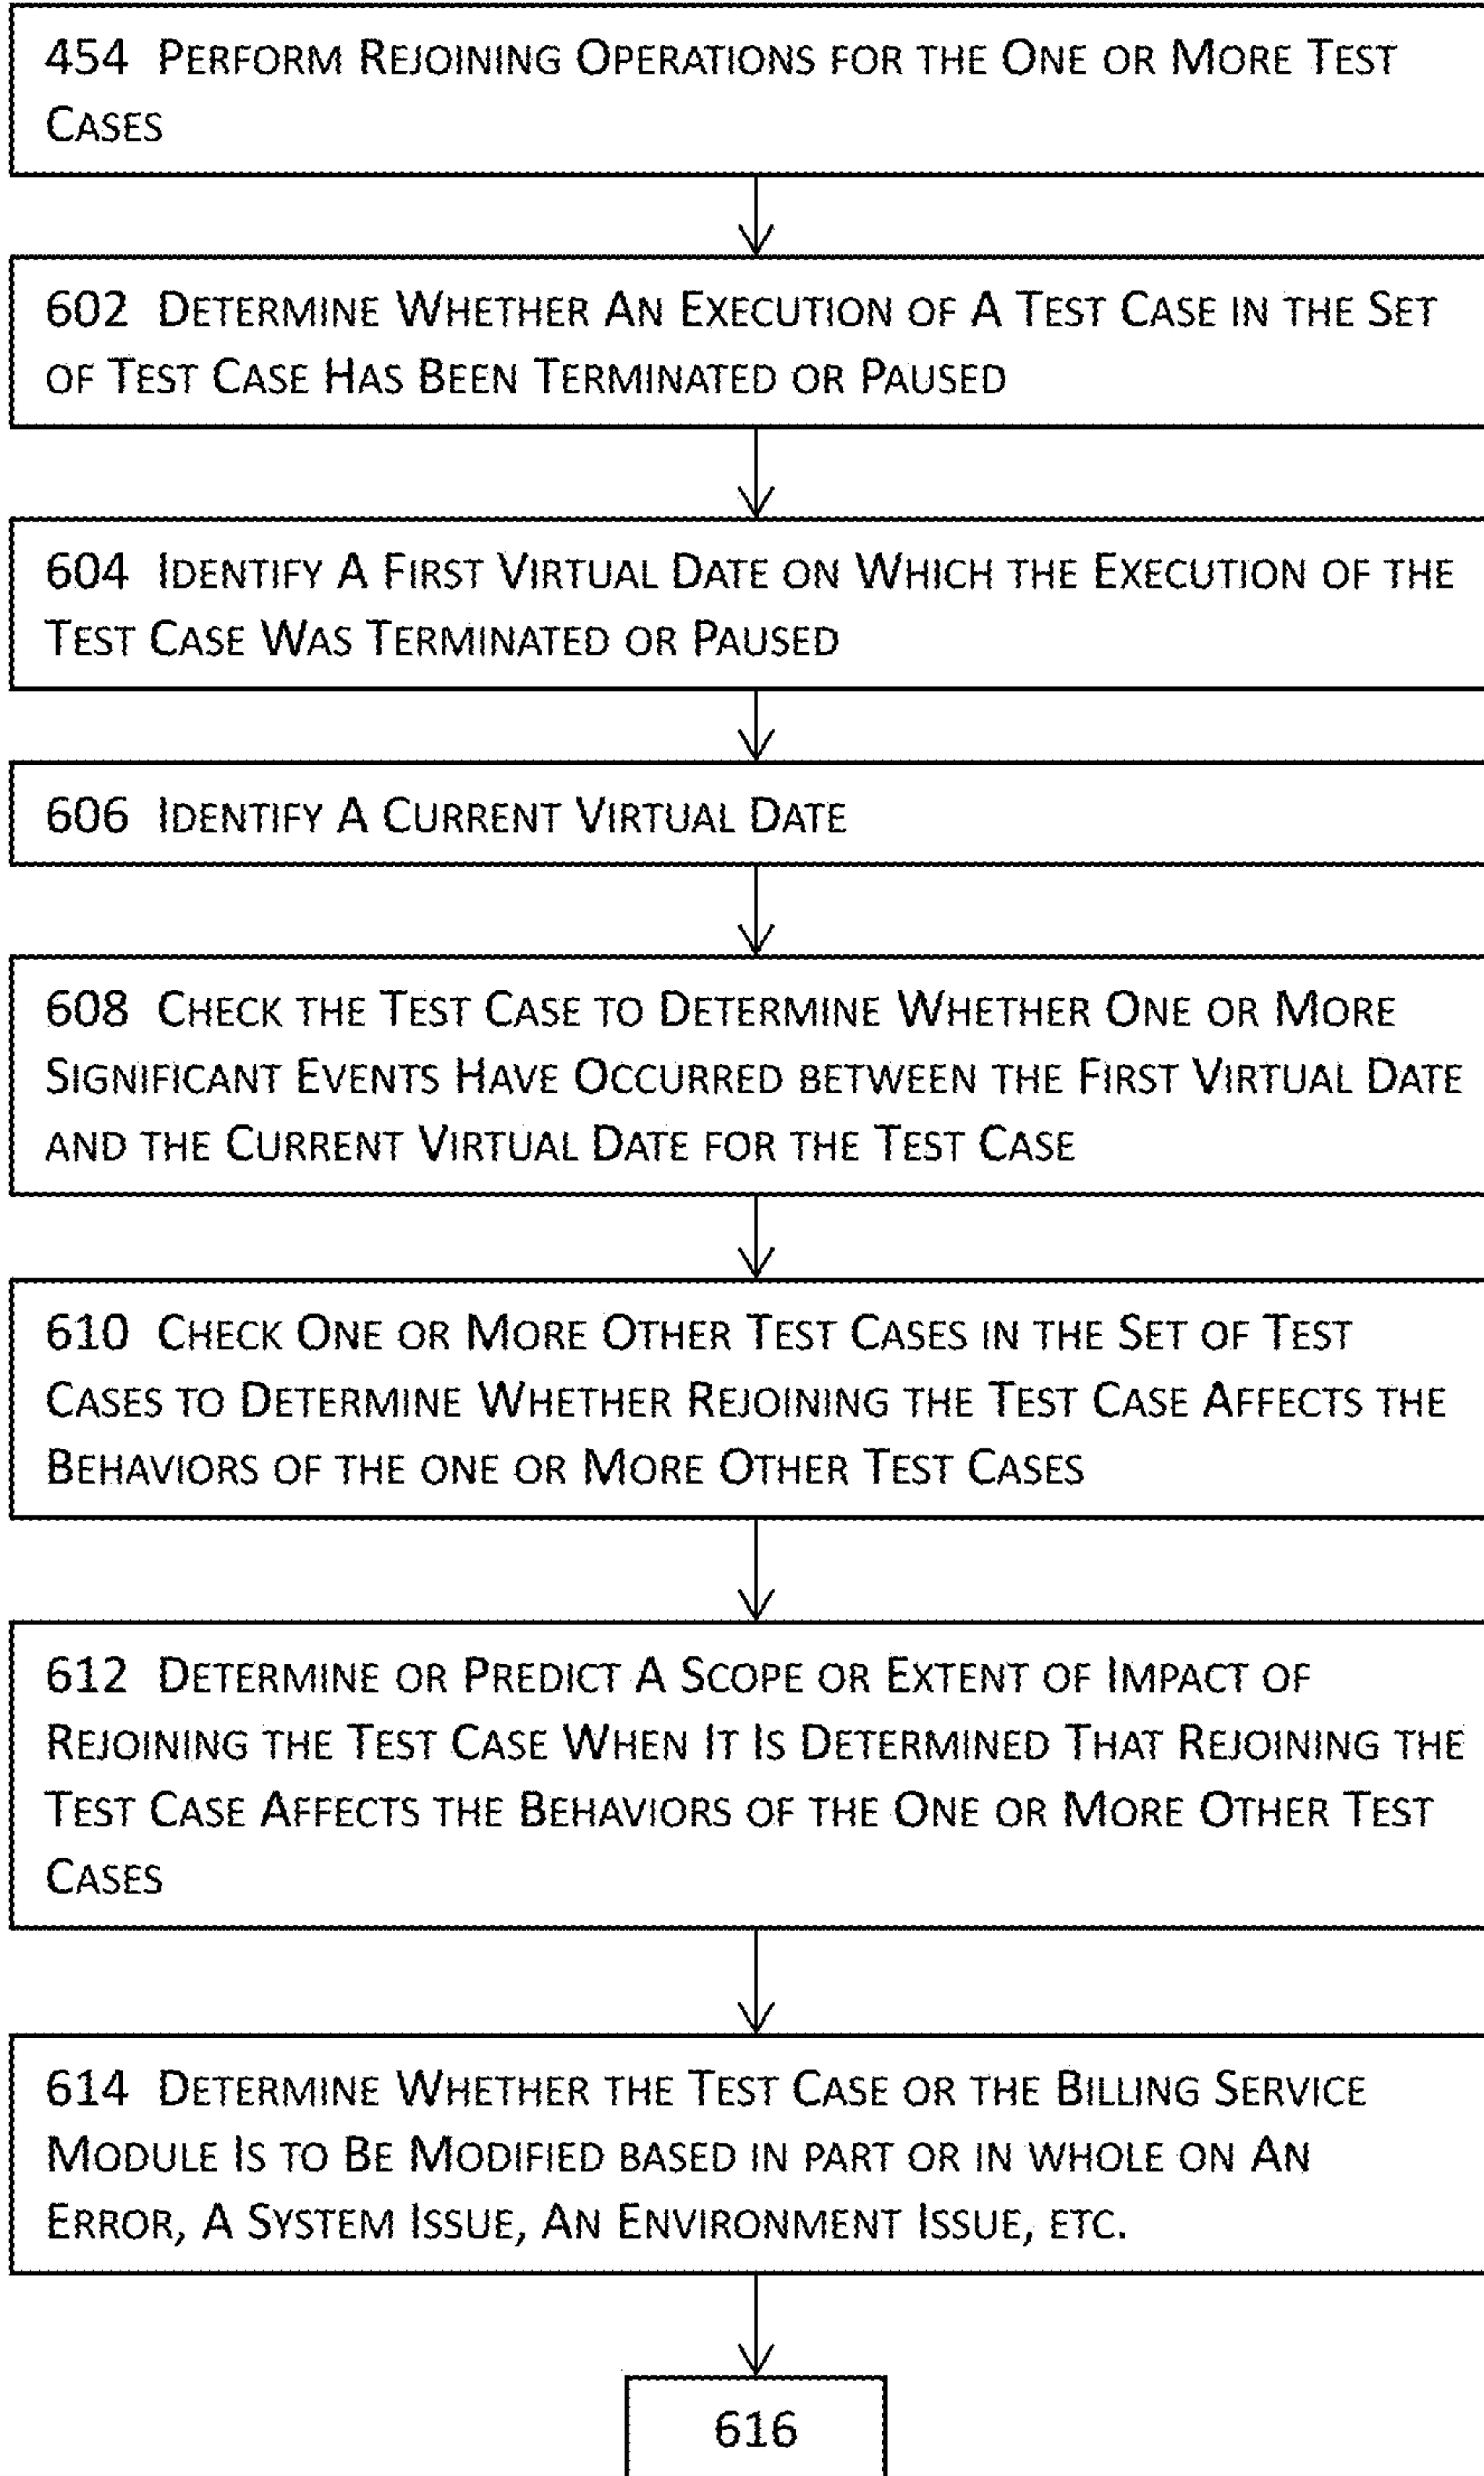 454 Perform Rejoining Operations for the One or More Test
Cases
602 Determine Whether An Execution of A Test Case in the Set
of Test Case Has Been Terminated or Paused
604 Identify A First Virtual Date on Which the Execution of the
Test Case Was Terminated or Paused
606 Identify A Current Virtual Date
608 Check the Test Case to Determine Whether One or More
Significant Events Have Occurred between the First Virtual Date
and the Current Virtual Date for the Test Case
610 Check One or More Other Test Cases in the Set of Test
Cases to Determine Whether Rejoining the Test Case Affects the
Behaviors of the one or More Other Test Cases
612 Determine or Predict A Scope or Extent of Impact of
Rejoining the Test Case When It Is Determined That Rejoining the
Test Case Affects the Behaviors of the One or More Other Test
Cases
614 Determine Whether the Test Case or the Billing Service
Module Is to Be Modified based in part or in whole on An
Error, A System Issue, An Environment Issue, etc.
616